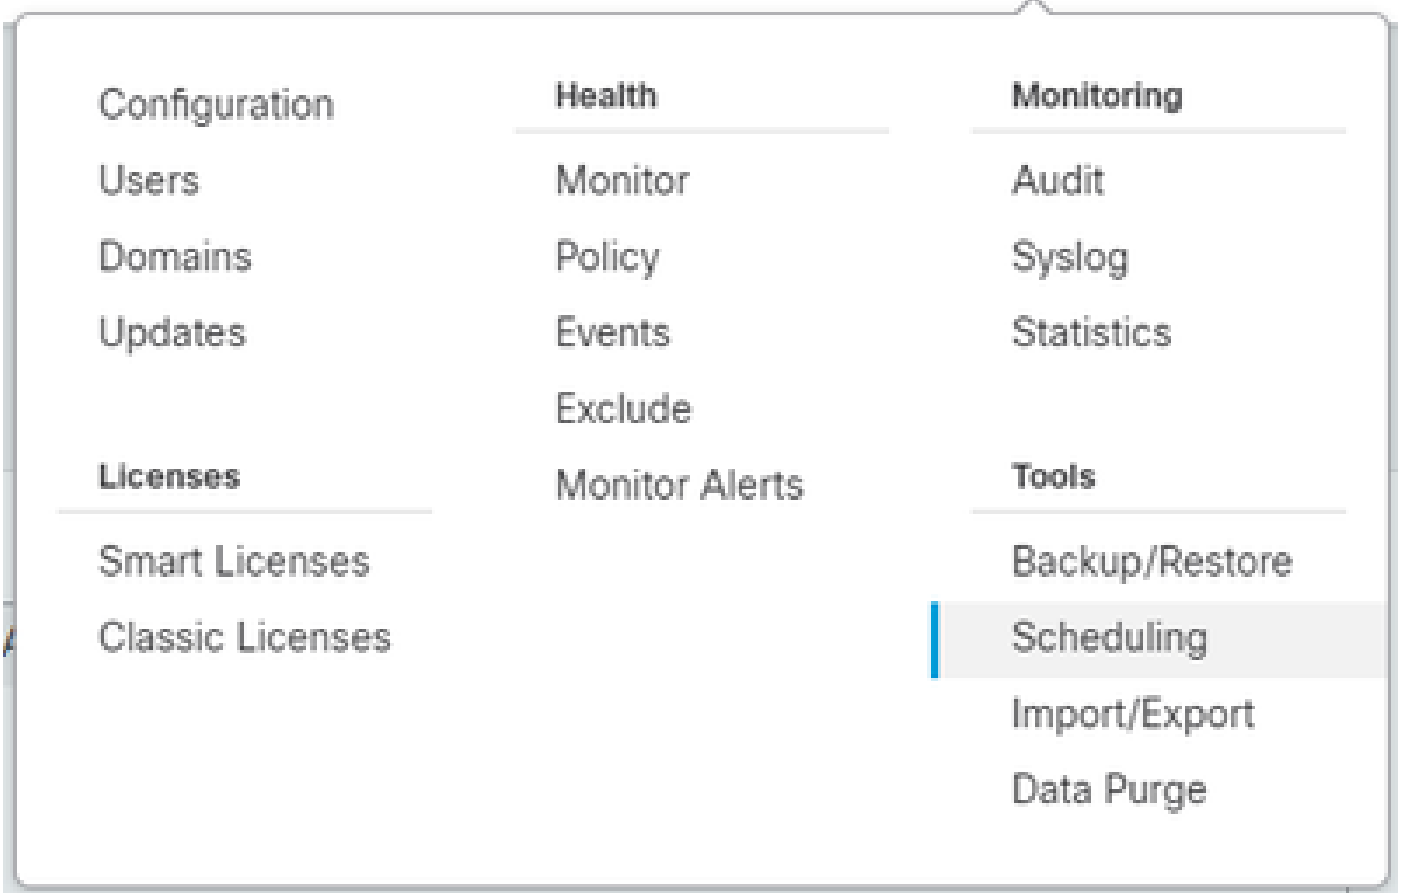 Configuration
Users
Domains
Updates
Licenses
Smart Licenses
Classic Licenses
Health
Monitor
Policy
Events
Exclude
Monitor Alerts
Monitoring
Audit
Syslog
Statistics
Tools
Backup/Restore
Scheduling
Import/Export
Data Purge